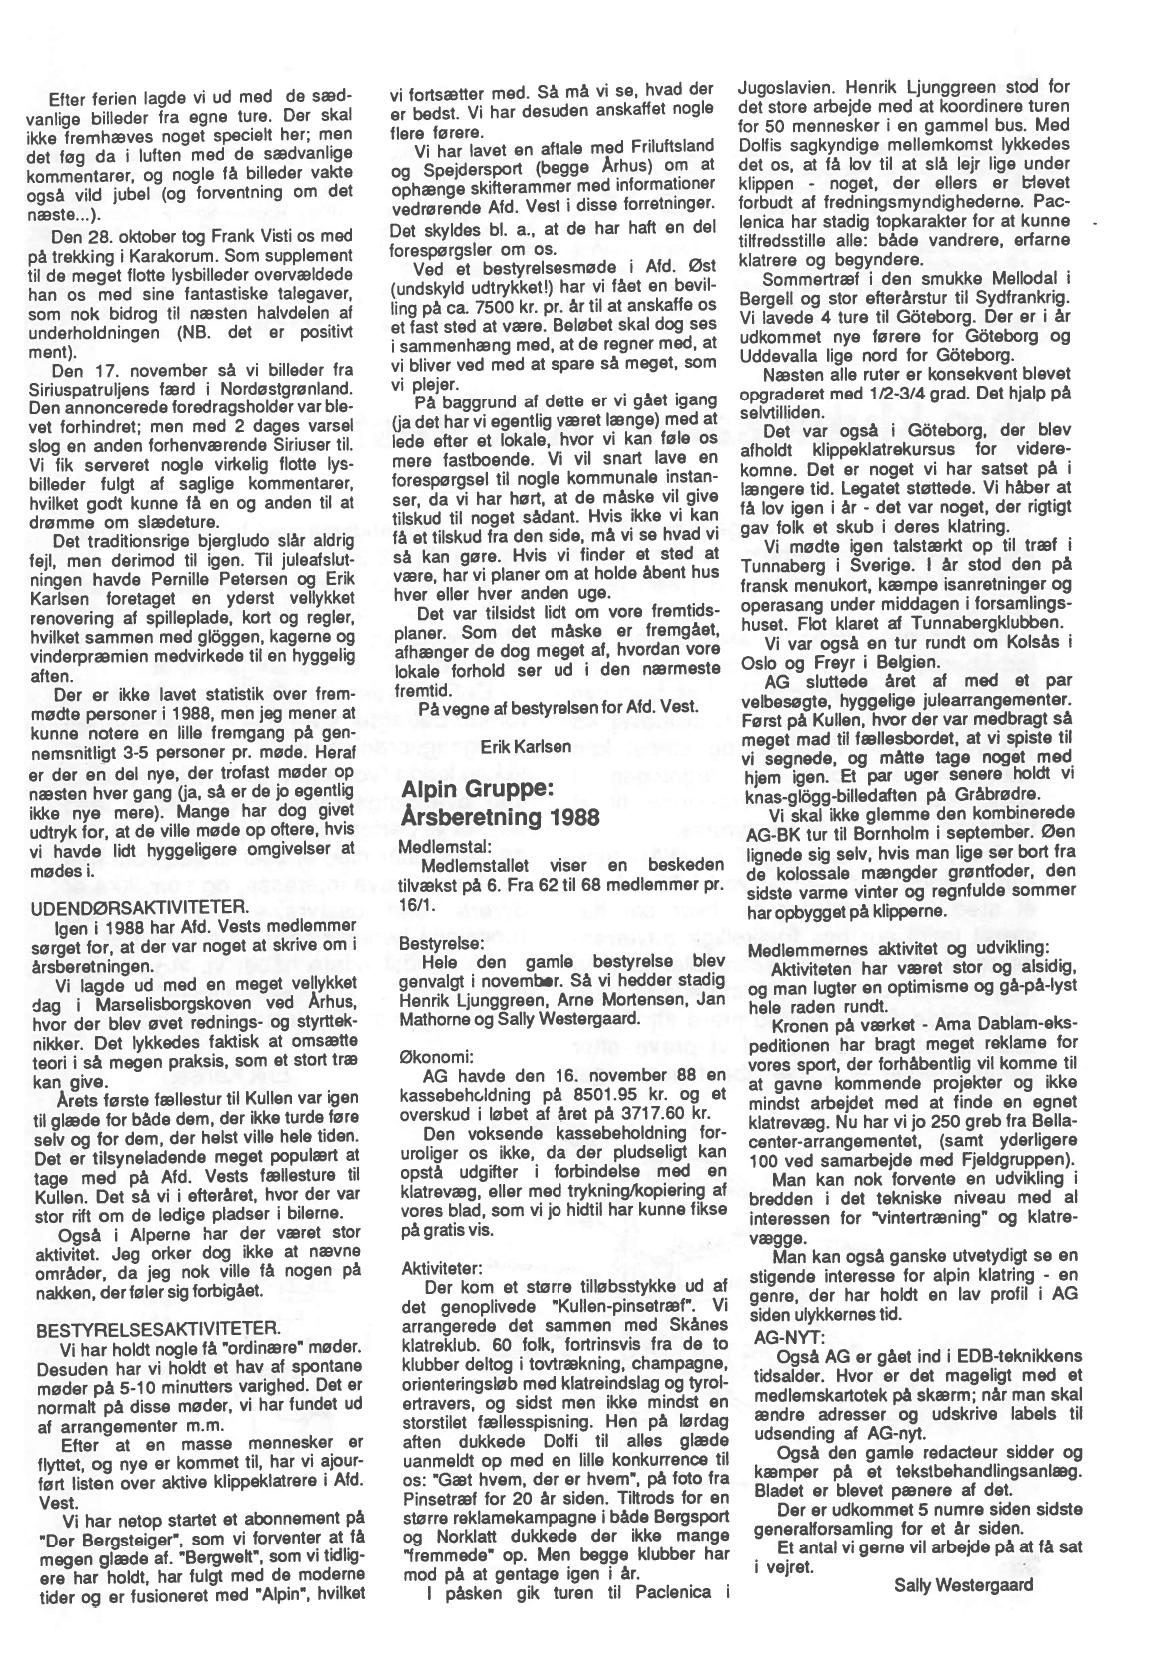 Efter ferien lagde vi ud med de sæd-
vanlige billeder fra egne ture. Der skal
ikke fremhæves noget specielt her; men
det føg da i luften med de sædvanlige
kommentarer, og nogle få billeder vakte
også vild jubel (og forventning om det
næste...).
Den 28. oktober tog Frank Visti os med
på trekking i Karakorum. Som supplement
til de meget flotte lysbilleder overvældede
han os med sine fantastiske talegaver,
som nok bidrog til næsten halvdelen af
underholdningen (NB. det er positivt
ment).
Den 17. november så vi billeder fra
Siriuspatruljens færd i Nordøstgrønland.
Den annoncerede foredragsholder var ble-
vet forhindret; men med 2 dages varsel
slog en anden forhenværende Siriuser til.
Vi fik serveret nogle virkelig flotte lys-
billeder fulgt af saglige kommentarer,
hvilket godt kunne få en og anden til at
drømme om slædeture.
Det traditionsrige bjergludo slår aldrig
fejl, men derimod til igen. Til juleafslut-
ningen havde Pernille Petersen og Erik
Karlsen foretaget en yderst vellykket
renovering af spilleplade, kort og regler,
hvilket sammen med glöggen, kagerne og
vinderpræmien medvirkede til en hyggelig
aften.
Der er ikke lavet statistik over frem-
mødte personer i 1988, men jeg mener at
kunne notere en lille fremgang på gen-
nemsnitligt 3-5 personer pr. møde. Heraf
er der en del nye, der trofast møder op
næsten hver gang (ja, så er de jo egentlig
ikke nye mere). Mange har dog givet
udtryk for, at de ville møde op oftere, hvis
vi havde lidt hyggeligere omgivelser at
mødes i.
UDENDØRSAKTIVITETER.
Igen i 1988 har Afd. Vests medlemmer
sørget for, at der var noget at skrive om i
årsberetningen.
Vi lagde ud med en meget vellykket
dag i Marselisborgskoven ved Århus,
hvor der blev øvet rednings- og styrttek-
nikker. Det lykkedes faktisk at omsætte
teori i så megen praksis, som et stort træ
kan give.
Årets første fællestur til Kullen var igen
til glæde for både dem, der ikke turde føre
selv og for dem, der helst ville hele tiden.
Det er tilsyneladende meget populært at
tage med på Afd. Vests fællesture til
Kullen. Det så vi i efteråret, hvor der var
stor rift om de ledige pladser i bilerne.
Også i Alperne har der været stor
aktivitet. Jeg orker dog ikke at nævne
områder, da jeg nok ville få nogen på
nakken, der føler sig forbigået.
BESTYRELSESAKTIVITETER.
Vi har holdt nogle få "ordinære" møder.
Desuden har vi holdt et hav af spontane
møder på 5-10 minutters varighed. Det er
normalt på disse møder, vi har fundet ud
af arrangementer m.m.
Efter at en masse mennesker er
flyttet, og nye er kommet til, har vi ajour-
ført listen over aktive klippeklatrere i Afd.
Vest.
Vi har netop startet et abonnement på
"Der Bergsteiger", som vi forventer at få
megen glæde af. "Bergwelt", som vi tidlig-
ere har holdt, har fulgt med de moderne
tider og er fusioneret med "Alpin", hvilket
vi fortsætter med. Så må vi se, hvad der
er bedst. Vi har desuden anskaffet nogle
flere førere.
Vi har lavet en aftale med Friluftsland
og Spejdersport (begge Århus) om at
ophænge skifterammer med informationer
vedrørende Afd. Vest i disse forretninger.
Det skyldes bl. a., at de har haft en del
forespørgsler om os.
Ved et bestyrelsesmøde i Afd. Øst
(undskyld udtrykket!) har vi fået en bevil-
ling på ca. 7500 kr. pr. år til at anskaffe os
et fast sted at være. Beløbet skal dog ses
i sammenhæng med, at de regner med, at
vi bliver ved med at spare så meget, som
vi plejer.
På baggrund af dette er vi gået igang
(ja det har vi egentlig været længe) med at
lede efter et lokale, hvor vi kan føle os
mere fastboende. Vi vil snart lave en
forespørgsel til nogle kommunale instan-
ser, da vi har hørt, at de måske vil give
tilskud til noget sådant. Hvis ikke vi kan
få et tilskud fra den side, må vi se hvad vi
så kan gøre. Hvis vi finder et sted at
være, har vi planer om at holde åbent hus
hver eller hver anden uge.
Det var tilsidst lidt om vore fremtids-
planer. Som det måske er fremgået,
afhænger de dog meget af, hvordan vore
lokale forhold ser ud i den nærmeste
fremtid.
På vegne af bestyrelsen for Afd. Vest.
Erik Karlsen
Alpin Gruppe:
Årsberetning 1988
Medlemstal:
Medlemstallet viser en beskeden
tilvækst på 6. Fra 62 til 68 medlemmer pr.
16/1.
Bestyrelse:
Hele den gamle bestyrelse blev
genvalgt i november. Så vi hedder stadig
Henrik Ljunggreen, Arne Mortensen, Jan
Mathorne og Sally Westergaard.
Økonomi:
AG havde den 16. november 88 en
kassebeholdning på 8501.95 kr. og et
overskud i løbet af året på 3717.60 kr.
Den voksende kassebeholdning for-
uroliger os ikke, da der pludseligt kan
opstå udgifter i forbindelse med en
klatrevæg, eller med trykning/kopiering af
vores blad, som vi jo hidtil har kunne fikse
på gratis vis.
Aktiviteter:
Der kom et større tilløbsstykke ud af
det genoplivede "Kullen-pinsetræf". Vi
arrangerede det sammen med Skånes
klatreklub. 60 folk, fortrinsvis fra de to
klubber deltog i tovtrækning, champagne,
orienteringsløb med klatreindslag og tyrol-
ertravers, og sidst men ikke mindst en
storstilet fællesspisning. Hen på lørdag
aften dukkede Dolfi til alles glæde
uanmeldt op med en lille konkurrence til
os: "Gæt hvem, der er hvem", på foto fra
Pinsetræf for 20 år siden. Tiltrods for en
større reklamekampagne i både Bergsport
og Norklatt dukkede der ikke mange
"fremmede" op. Men begge klubber har
mod på at gentage igen i år.
I påsken gik turen til Paclenica i
Jugoslavien. Henrik Ljunggreen stod for
det store arbejde med at koordinere turen
for 50 mennesker i en gammel bus. Med
Dolfis sagkyndige mellemkomst lykkedes
det os, at få lov til at slå lejr lige under
klippen - noget, der ellers er blevet
forbudt af fredningsmyndighederne. Pac-
lenica har stadig topkarakter for at kunne
tilfredsstille alle: både vandrere, erfarne
klatrere og begyndere.
Sommertræf i den smukke Mellodal i
Bergell og stor efterårstur til Sydfrankrig.
Vi lavede 4 ture til Göteborg. Der er i år
udkommet nye førere for Göteborg og
Uddevalla lige nord for Göteborg.
Næsten alle ruter er konsekvent blevet
opgraderet med 1/2-3/4 grad. Det hjalp på
selvtilliden.
Det var også i Göteborg, der blev
afholdt klippeklatrekursus for videre-
komne. Det er noget vi har satset på i
længere tid. Legatet støttede. Vi håber at
få lov igen i år - det var noget, der rigtigt
gav folk et skub i deres klatring.
Vi mødte igen talstærkt op til træf i
Tunnaberg i Sverige. I år stod den på
fransk menukort, kæmpe isanretninger og
operasang under middagen i forsamlings-
huset. Flot klaret af Tunnabergklubben.
Vi var også en tur rundt om Kolsås i
Oslo og Freyr i Belgien.
AG sluttede året af med et par
velbesøgte, hyggelige julearrangementer.
Først på Kullen, hvor der var medbragt så
meget mad til fællesbordet, at vi spiste til
vi segnede, og måtte tage noget med
hjem igen. Et par uger senere holdt vi
knas-glögg-billedaften på Gråbrødre.
Vi skal ikke glemme den kombinerede
AG-BK tur til Bornholm i september. Øen
lignede sig selv, hvis man lige ser bort fra
de kolossale mængder grøntfoder, den
sidste varme vinter og regnfulde sommer
har opbygget på klipperne.
Medlemmernes aktivitet og udvikling:
Aktiviteten har været stor og alsidig,
og man lugter en optimisme og gå-på-lyst
hele raden rundt.
Kronen på værket - Ama Dablam-eks-
peditionen har bragt meget reklame for
vores sport, der forhåbentlig vil komme til
at gavne kommende projekter og ikke
mindst arbejdet med at finde en egnet
klatrevæg. Nu har vi jo 250 greb fra Bella-
center-arrangementet, (samt yderligere
100 ved samarbejde med Fjeldgruppen).
Man kan nok forvente en udvikling i
bredden i det tekniske niveau med al
interessen for "vintertræning" og klatre-
vægge.
Man kan også ganske utvetydigt se en
stigende interesse for alpin klatring - en
genre, der har holdt en lav profil i AG
siden ulykkernes tid.
AG-NYT:
Også AG er gået ind i EDB-teknikkens
tidsalder. Hvor er det mageligt med et
medlemskartotek på skærm; når man skal
ændre adresser og udskrive labels til
udsending af AG-nyt.
Også den gamle redacteur sidder og
kæmper på et tekstbehandlingsanlæg.
Bladet er blevet pænere af det.
Der er udkommet 5 numre siden sidste
generalforsamling for et år siden.
Et antal vi gerne vil arbejde på at få sat
i vejret.
Sally Westergaard